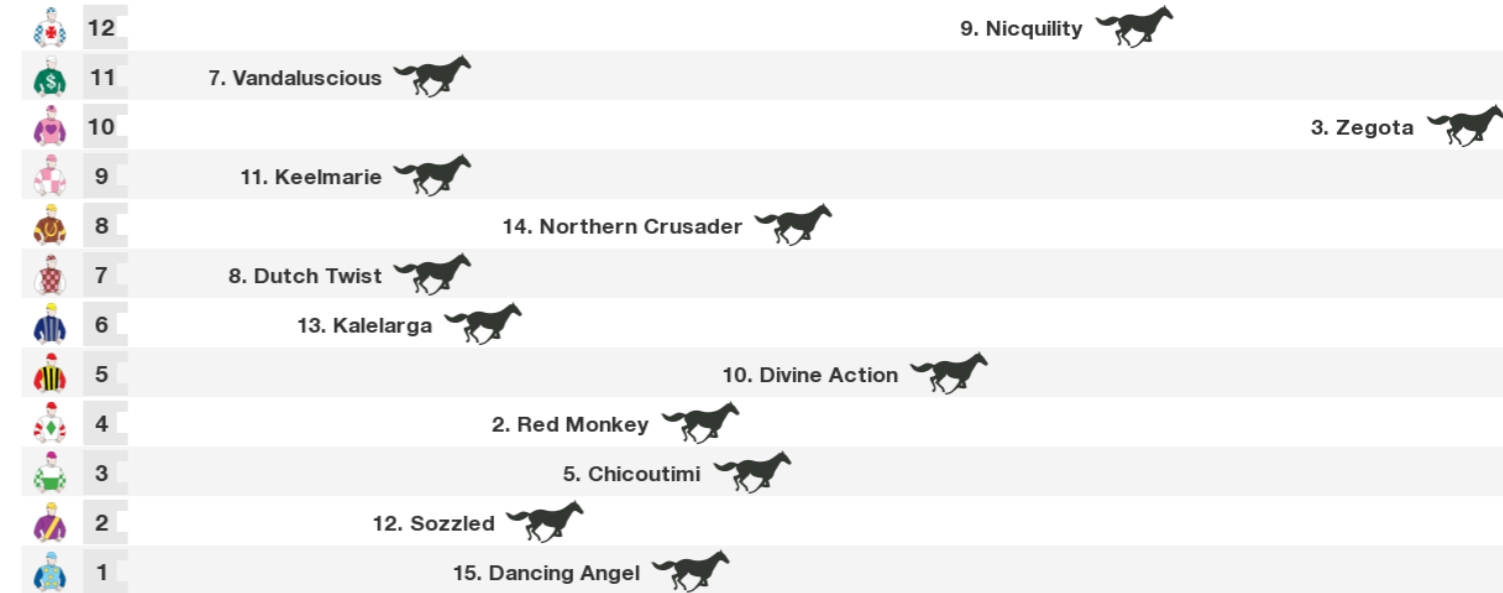 12 9. Nicquility
$ 11 7. Vandaluscious
10 3. Zegota
9 11. Keelmarie
8 14. Northern Crusader
7 8. Dutch Twist
6 13. Kalelarga
5 10. Divine Action
4 2. Red Monkey
3 5. Chicoutimi
2 12. Sozzled
1 15. Dancing Angel